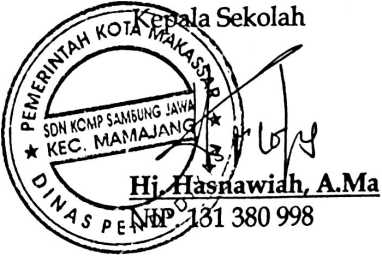 Kepala Sekolah
PEMERINTAH KOTA MAKASSAR
SDN KOMP SAMBUNG JAWA
KEC. MAMAJANG
DINAS
Hj. Hasnawiah, A.Ma
NIP. 131 380 998